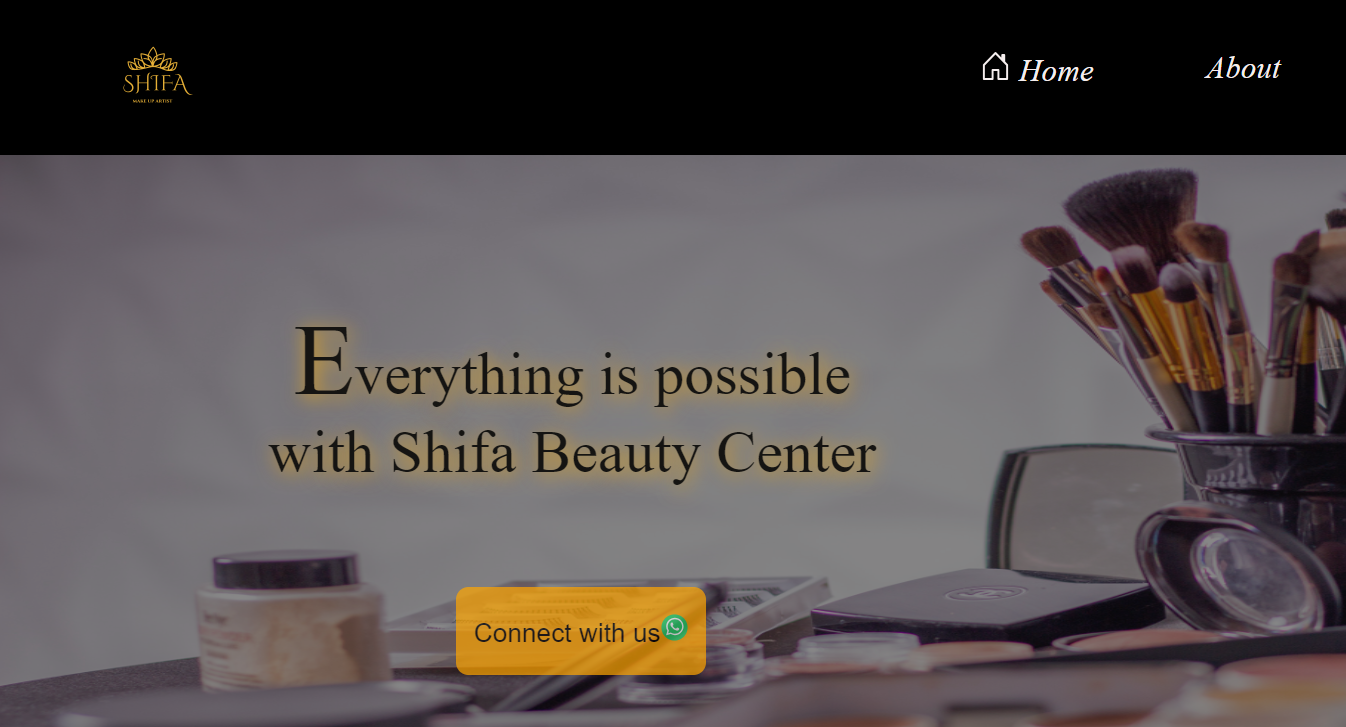 SHIFA
MAKE UP ARTIST
Home
About
Everything is possible
with Shifa Beauty Center
Connect with us